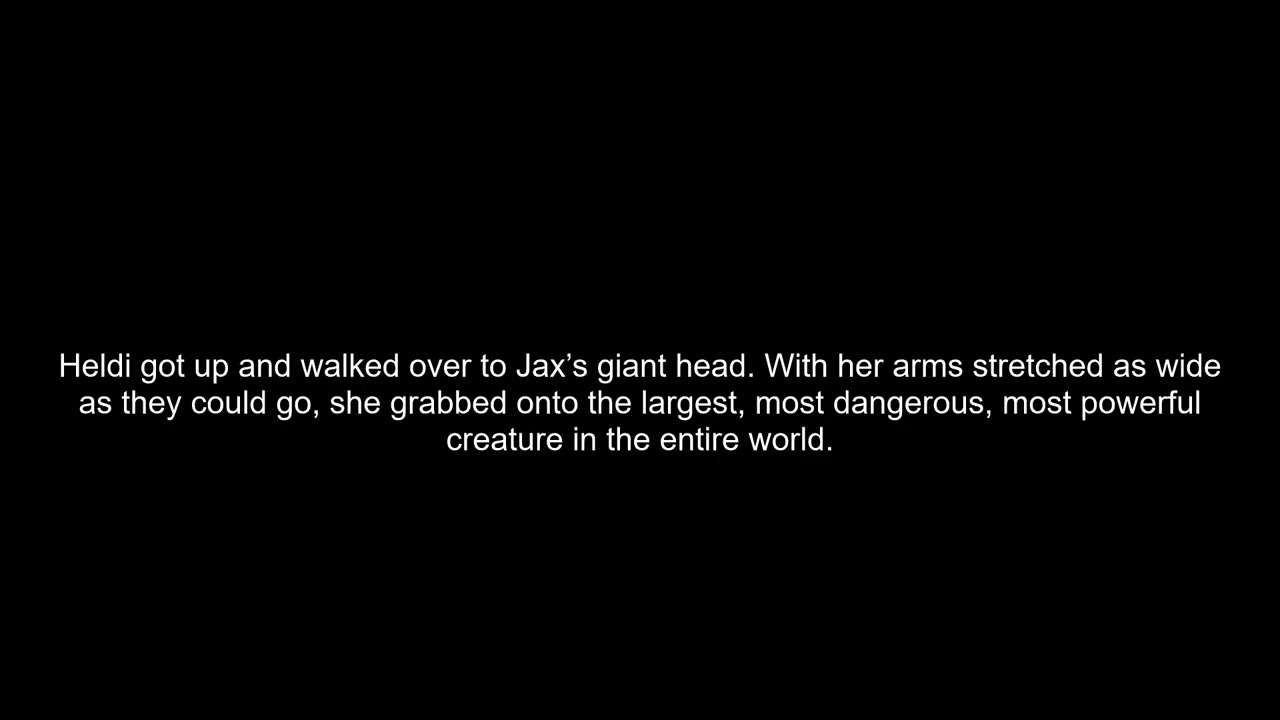 Heldi got up and walked over to Jax’s giant head. With her arms stretched as wide
as they could go, she grabbed onto the largest, most dangerous, most powerful
creature in the entire world.